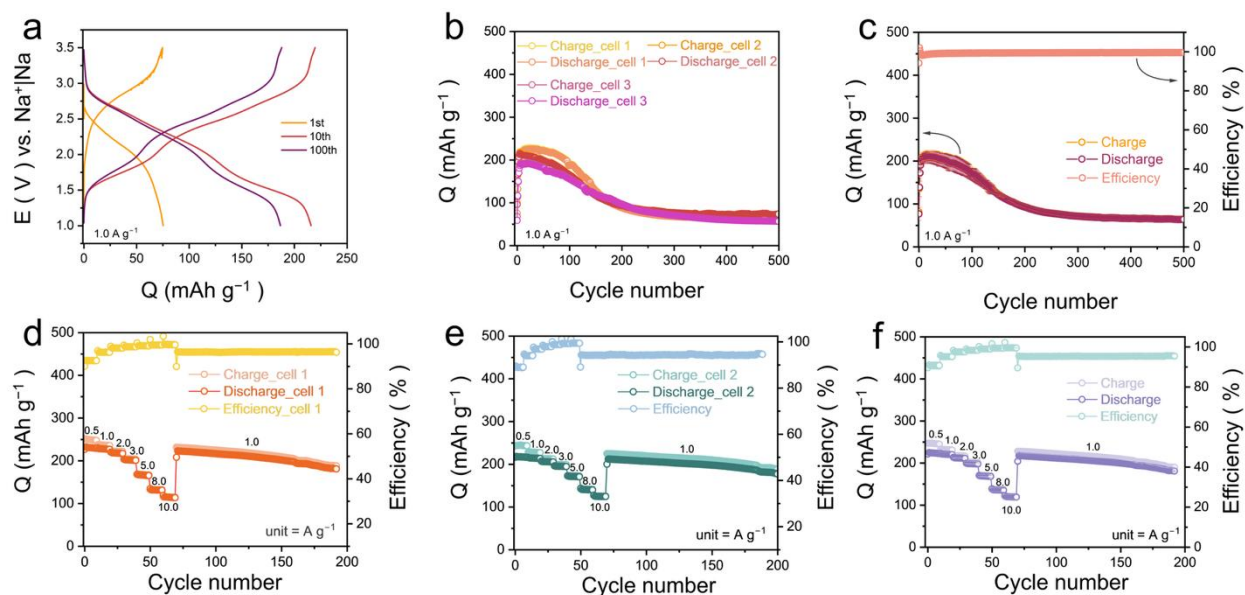 a
E ( V ) vs. Na⁺|Na
3.5
3.0
2.5
2.0
1.5
1.0
1st
10th
100th
1.0 A g⁻¹
0 50 100 150 200 250
Q (mAh g⁻¹ )
b
Q ( mAh g⁻¹)
500
400
300
200
100
0
Charge_cell 1 Charge_cell 2
Discharge_cell 1 Discharge_cell 2
Charge_cell 3
Discharge_cell 3
1.0 A g⁻¹
0 100 200 300 400 500
Cycle number
c
Q ( mAh g⁻¹)
500
400
300
200
100
0
Charge
Discharge
Efficiency
1.0 A g⁻¹
0 100 200 300 400 500
Cycle number
100
80
60
40
20
0
Efficiency ( % )
d
Q ( mAh g⁻¹)
500
450
400
350
300
250
200
150
100
50
0
Charge_cell 1
Discharge_cell 1
Efficiency_cell 1
0.5
1.0
2.0
3.0
5.0
8.0
10.0
1.0
unit = A g⁻¹
0 50 100 150 200
Cycle number
100
80
60
40
20
Efficiency ( % )
e
Q ( mAh g⁻¹)
500
400
300
200
100
0
Charge_cell 2
Discharge_cell 2
Efficiency
0.5
1.0
2.0
3.0
5.0
8.0
10.0
1.0
unit = A g⁻¹
0 50 100 150 200
Cycle number
100
80
60
40
20
Efficiency ( % )
f
Q ( mAh g⁻¹)
500
450
400
350
300
250
200
150
100
50
0
Charge
Discharge
Efficiency
0.5
1.0
2.0
3.0
5.0
8.0
10.0
1.0
unit = A g⁻¹
0 50 100 150 200
Cycle number
100
80
60
40
20
Efficiency ( % )